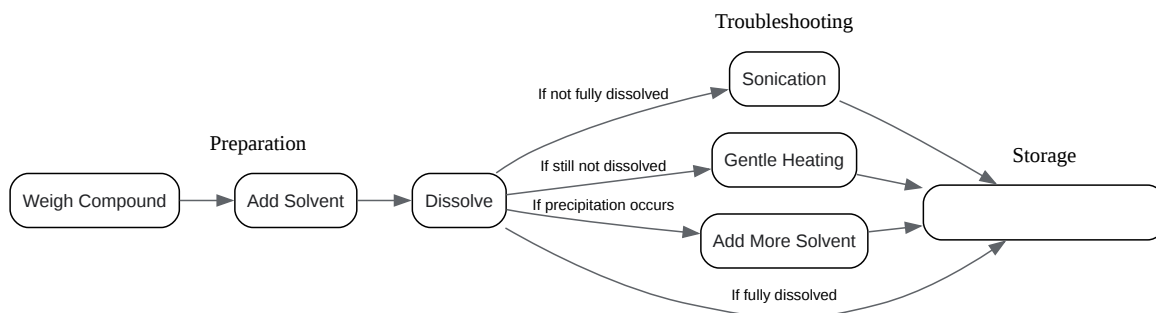 Troubleshooting
Sonication
If not fully dissolved
Preparation
Storage
If still not dissolved
Gentle Heating
Weigh Compound
Add Solvent
Dissolve
If precipitation occurs
Add More Solvent
If fully dissolved